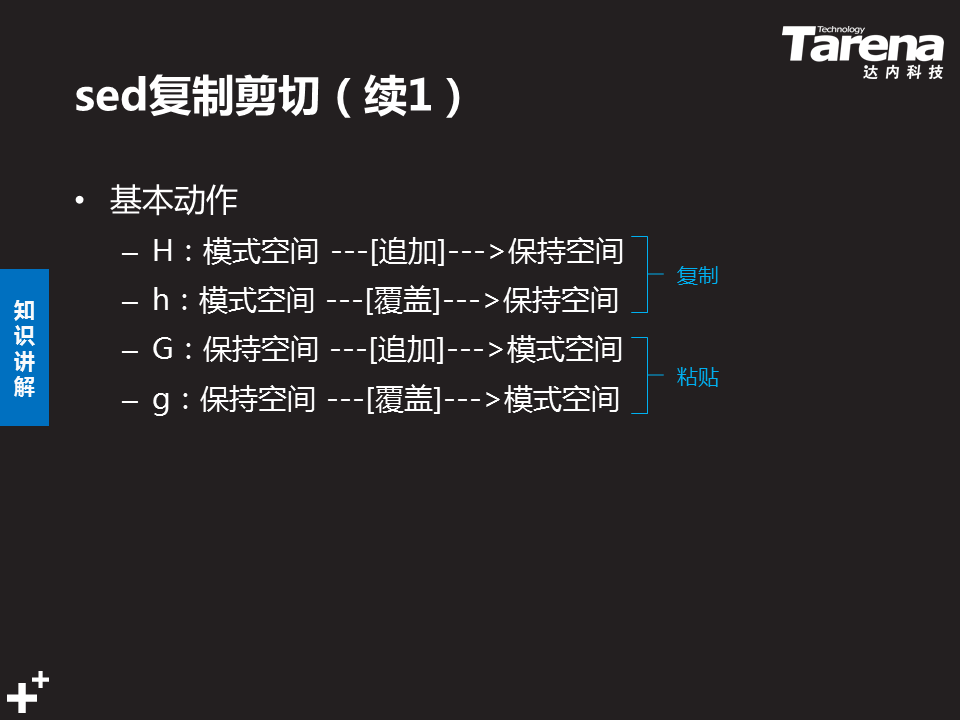 Technology
Tarena
达内科技
sed复制剪切（续1）
• 基本动作
– H：模式空间 ---[追加]--->保持空间
– h：模式空间 ---[覆盖]--->保持空间
复制
– G：保持空间 ---[追加]--->模式空间
– g：保持空间 ---[覆盖]--->模式空间
粘贴
知识讲解